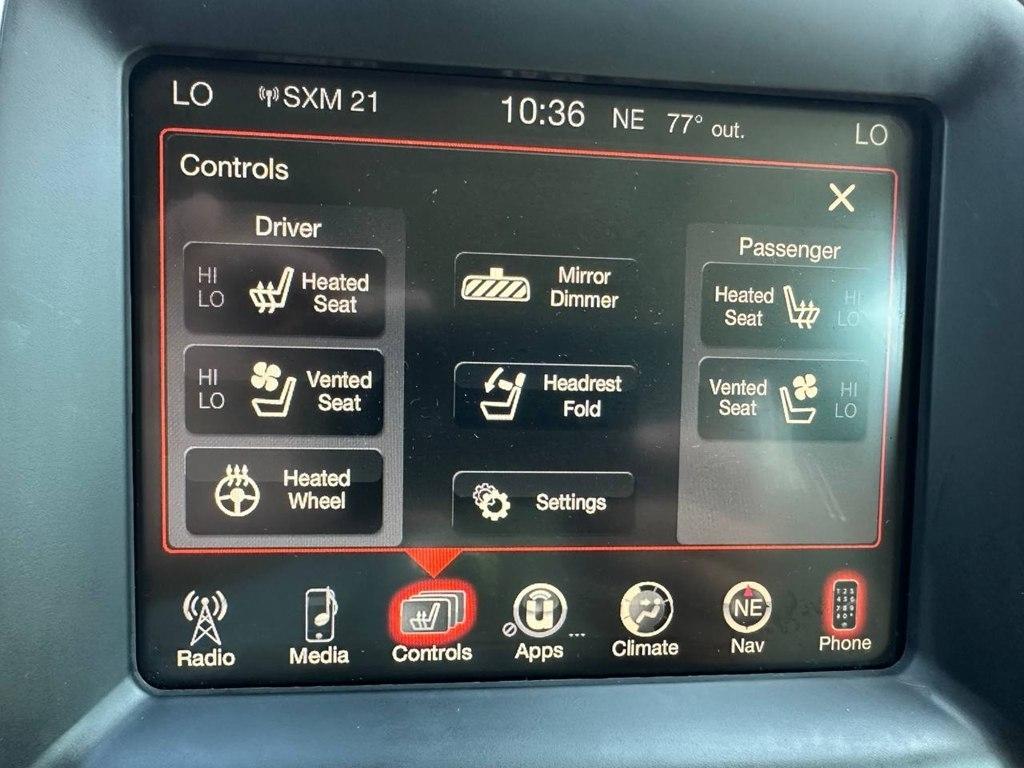 LO SXM 21 10:36 NE 77° out. LO
Controls
Driver
HI
LO
Heated
Seat
HI
LO
Vented
Seat
Heated
Wheel
Mirror
Dimmer
Headrest
Fold
Settings
Passenger
Heated
Seat
HI
LO
Vented
Seat
HI
LO
Radio
Media
Controls
u
Apps
...
Climate
NE
Nav
Phone